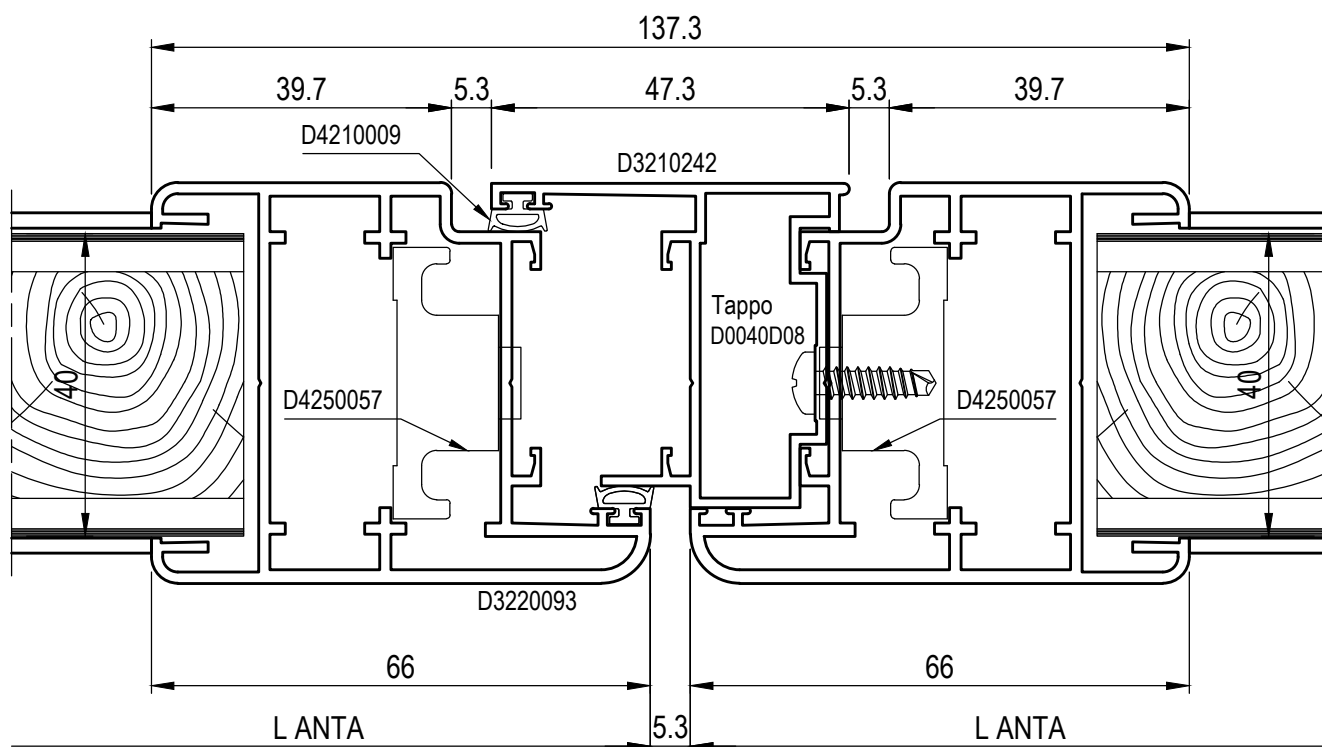 137.3
39.7 5.3 47.3 5.3 39.7
D4210009
D3210242
Tappo
D0040D08
40
40
D4250057
D4250057
D3220093
66 66
L ANTA 5.3 L ANTA